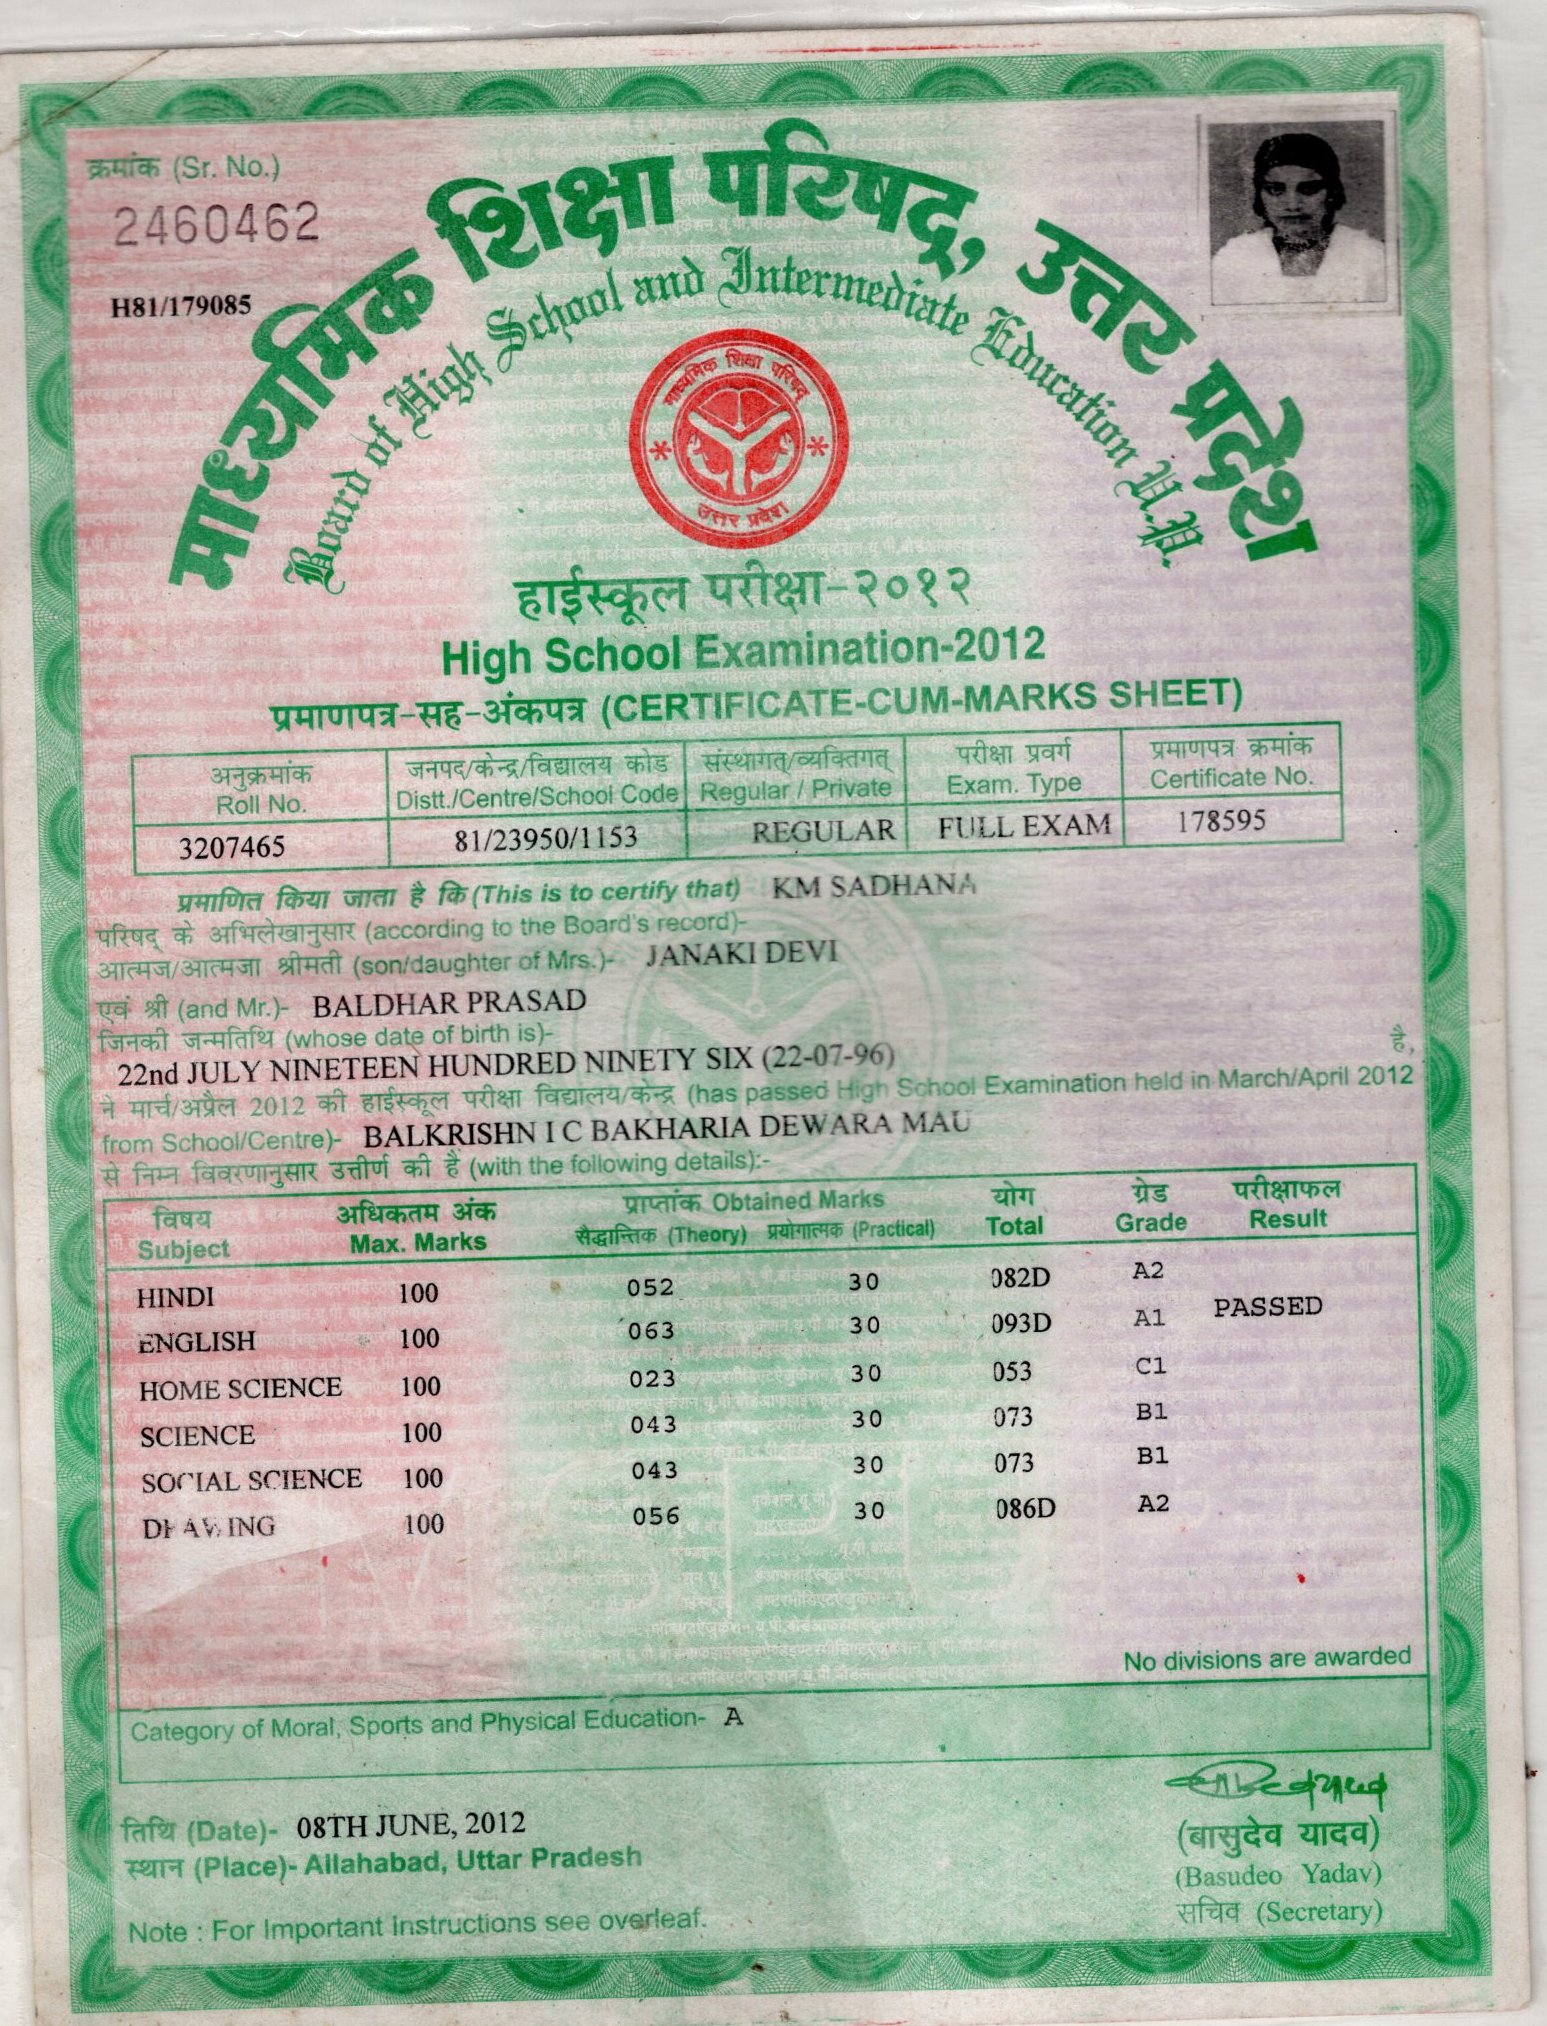 क्रमांक (Sr. No.)
2460462
H81/179085
माध्यमिक शिक्षा परिषद्, उत्तर प्रदेश
Board of High School and Intermediate Education U.P.
माध्यमिक शिक्षा परिषद्
उत्तर प्रदेश
हाईस्कूल परीक्षा-२०१२
High School Examination-2012
प्रमाणपत्र-सह-अंकपत्र (CERTIFICATE-CUM-MARKS SHEET)
अनुक्रमांक जनपद/केन्द्र/विद्यालय कोड संस्थागत्/व्यक्तिगत् परीक्षा प्रवर्ग प्रमाणपत्र क्रमांक
Roll No. Distt./Centre/School Code Regular / Private Exam. Type Certificate No.
3207465 81/23950/1153 REGULAR FULL EXAM 178595
प्रमाणित किया जाता है कि (This is to certify that) KM SADHANA
परिषद् के अभिलेखानुसार (according to the Board's record)-
आत्मज/आत्मजा श्रीमती (son/daughter of Mrs.)- JANAKI DEVI
एवं श्री (and Mr.)- BALDHAR PRASAD
जिनकी जन्मतिथि (whose date of birth is)-
22nd JULY NINETEEN HUNDRED NINETY SIX (22-07-96) है,
ने मार्च/अप्रैल 2012 की हाईस्कूल परीक्षा विद्यालय/केन्द्र (has passed High School Examination held in March/April 2012
from School/Centre)- BALKRISHN I C BAKHARIA DEWARA MAU
से निम्न विवरणानुसार उत्तीर्ण की है (with the following details):-
विषय अधिकतम अंक प्राप्तांक Obtained Marks योग ग्रेड परीक्षाफल
Subject Max. Marks सैद्धान्तिक (Theory) प्रयोगात्मक (Practical) Total Grade Result
HINDI 100 052 30 082D A2
ENGLISH 100 063 30 093D A1 PASSED
HOME SCIENCE 100 023 30 053 C1
SCIENCE 100 043 30 073 B1
SOCIAL SCIENCE 100 043 30 073 B1
DRAWING 100 056 30 086D A2
No divisions are awarded
Category of Moral, Sports and Physical Education- A
तिथि (Date)- 08TH JUNE, 2012
स्थान (Place)- Allahabad, Uttar Pradesh
(बासुदेव यादव)
(Basudeo Yadav)
सचिव (Secretary)
Note : For Important Instructions see overleaf.